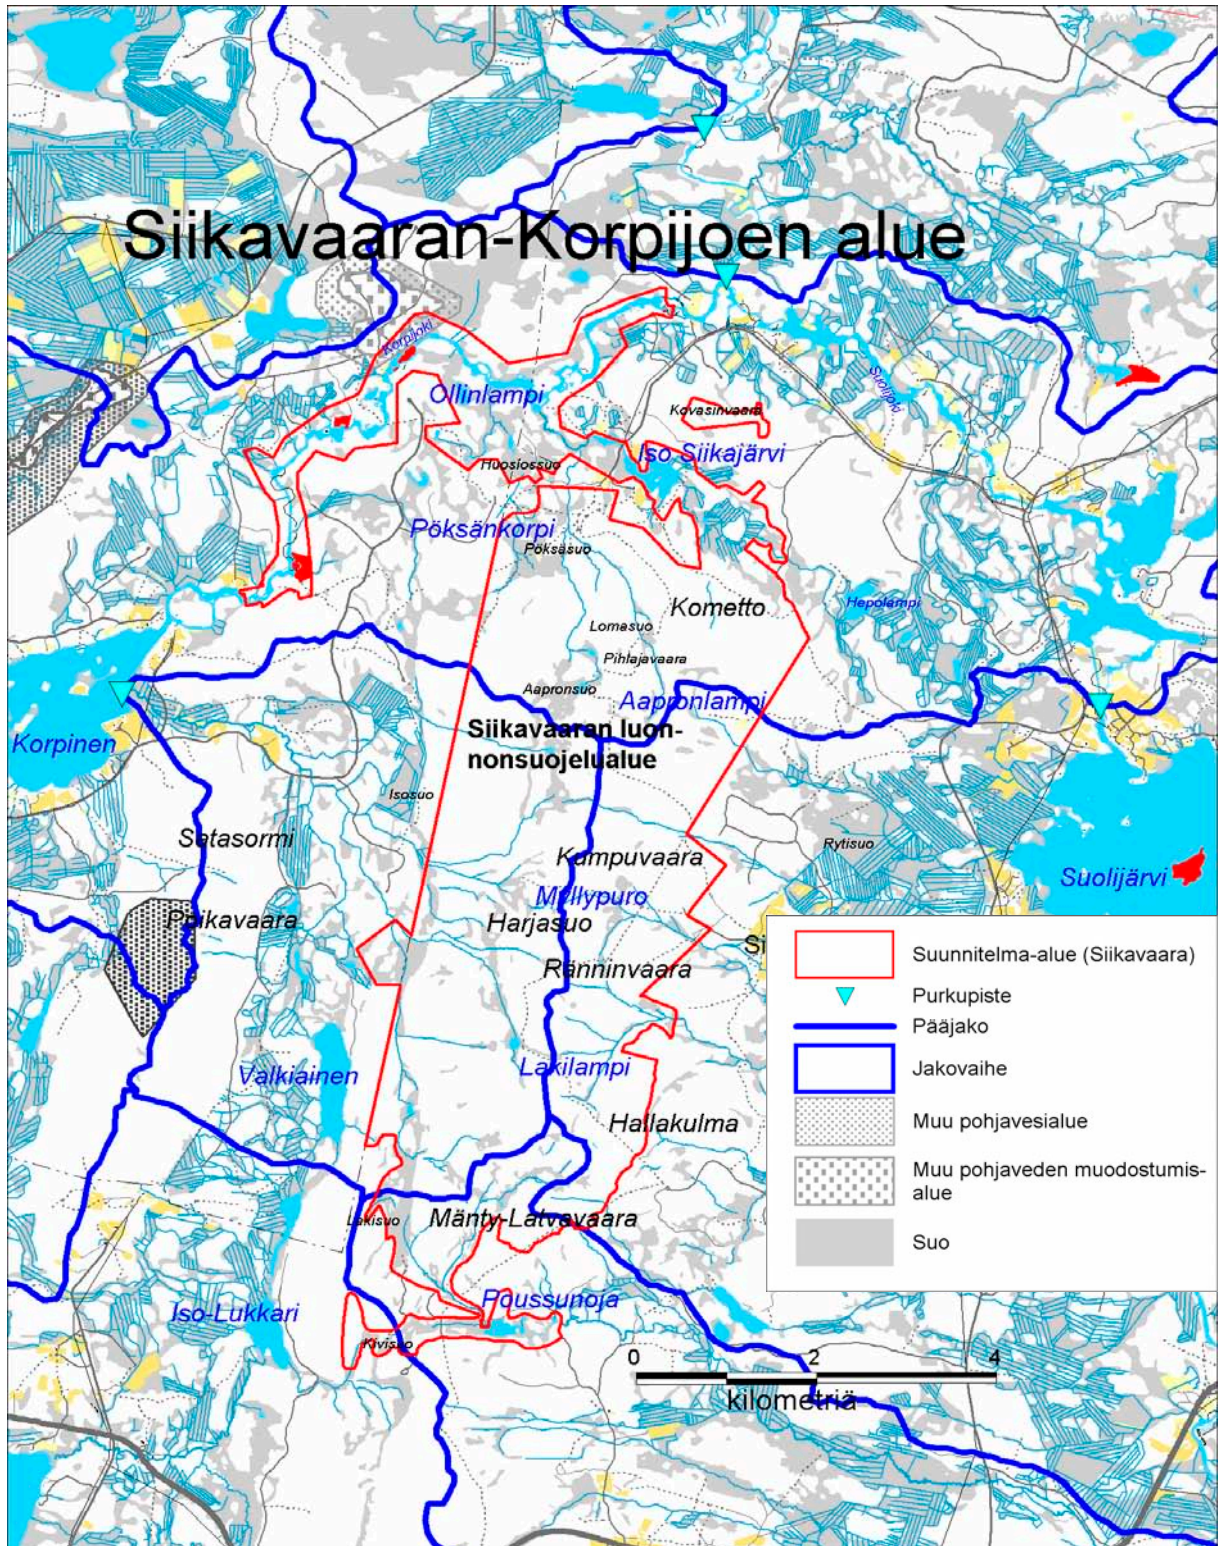 Siikavaaran-Korpijoen alue
Korpijoki
Ollinlampi
Suolijoki
Kovasinvaara
Iso Siikajärvi
Huosiossuo
Pöksänkorpi
Pöksäsuo
Kometto
Hepolampi
Lomasuo
Pihlajavaara
Aapronsuo
Aapronlampi
Korpinen
Siikavaaran luon-
nonsuojelualue
Isosuo
Satasormi
Rytisuo
Kumpuvaara
Suolijärvi
Myllypuro
Harjasuo
Ränninvaara
Valkiainen
Lakilampi
Hallakulma
Lakisuo
Mänty-Latvavaara
Iso-Lukkari
Poussunoja
Kivisuo
Suunnitelma-alue (Siikavaara)
Purkupiste
Pääjako
Jakovaihe
Muu pohjavesialue
Muu pohjaveden muodostumis-
alue
Suo
0 2 4
kilometriä